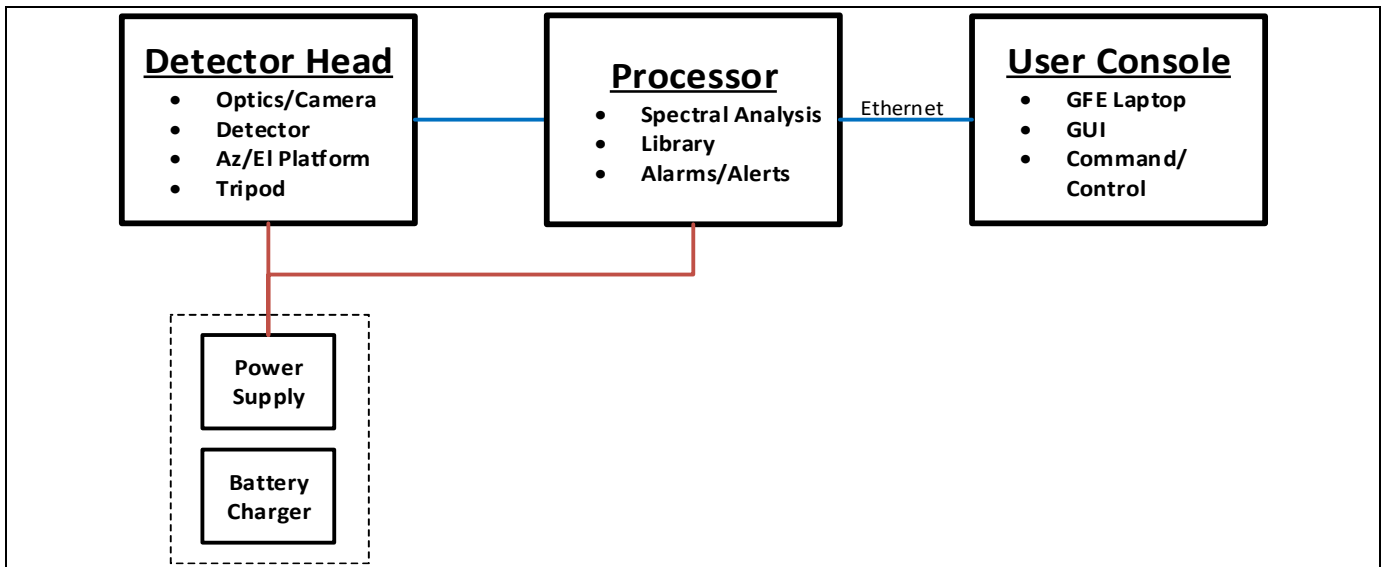 Detector Head
• Optics/Camera
• Detector
• Az/El Platform
• Tripod
Processor
• Spectral Analysis
• Library
• Alarms/Alerts
Ethernet
User Console
• GFE Laptop
• GUI
• Command/
Control
Power
Supply
Battery
Charger